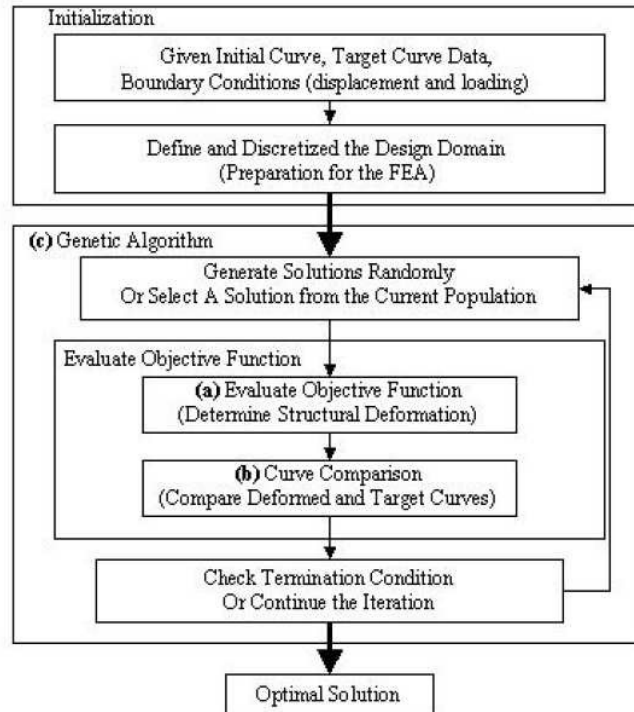 Initialization
Given Initial Curve, Target Curve Data,
Boundary Conditions (displacement and loading)
Define and Discretized the Design Domain
(Preparation for the FEA)
(c) Genetic Algorithm
Generate Solutions Randomly
Or Select A Solution from the Current Population
Evaluate Objective Function
(a) Evaluate Objective Function
(Determine Structural Deformation)
(b) Curve Comparison
(Compare Deformed and Target Curves)
Check Termination Condition
Or Continue the Iteration
Optimal Solution